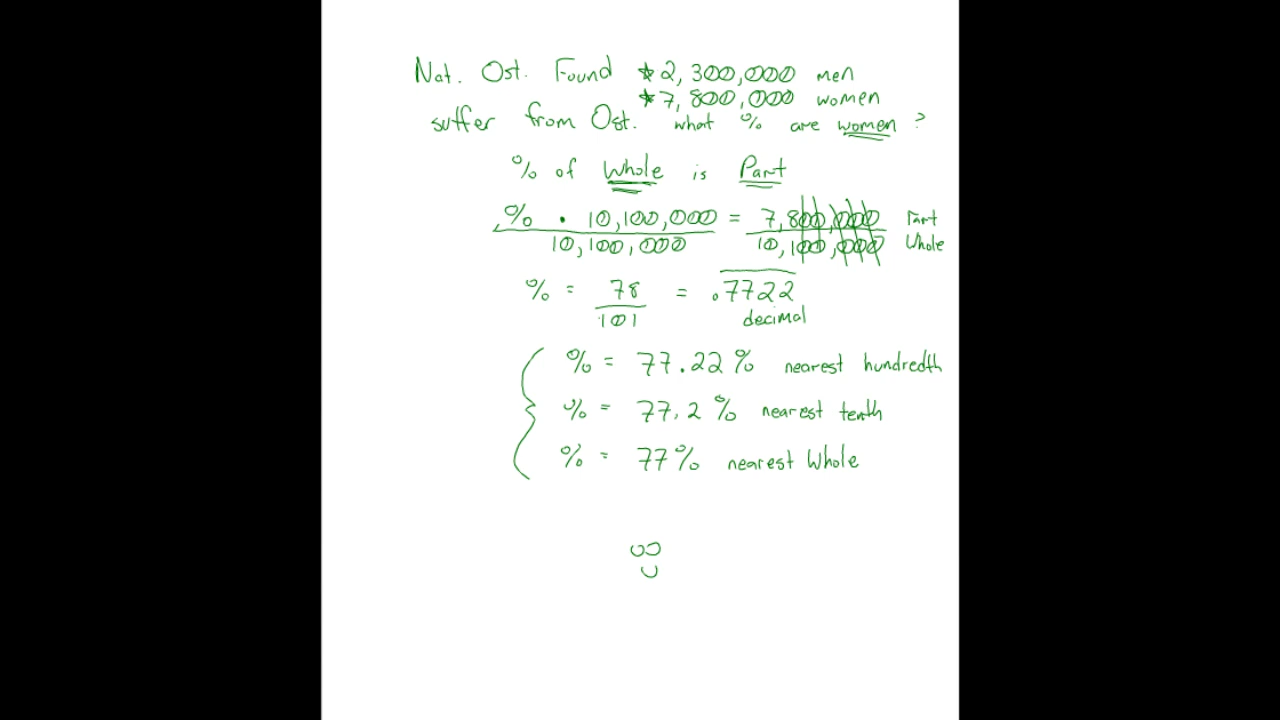 Nat. Ost. Found * 2,300,000 men
* 7,800,000 women
suffer from Ost. what % are women ?
% of Whole is Part
% · 10,100,000 = 7,800,000 Part
10,100,000 10,100,000 Whole
% = 78 = .7722
101 decimal
% = 77.22% nearest hundredth
% = 77.2% nearest tenth
% = 77% nearest Whole